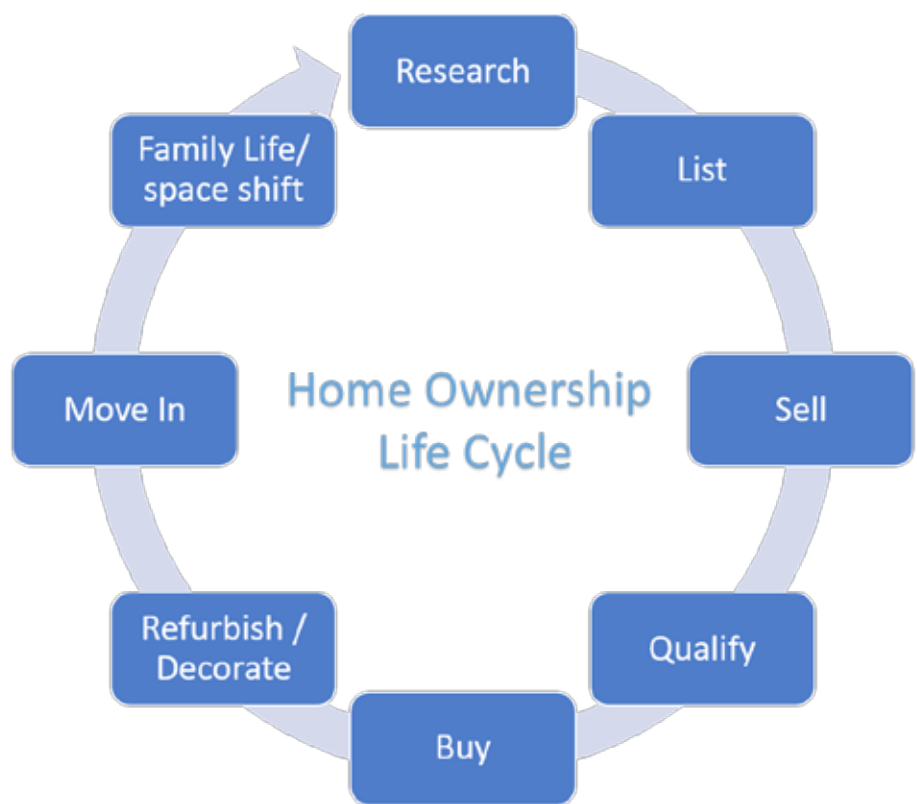 Research
List
Sell
Qualify
Buy
Refurbish /
Decorate
Move In
Family Life/
space shift
Home Ownership
Life Cycle